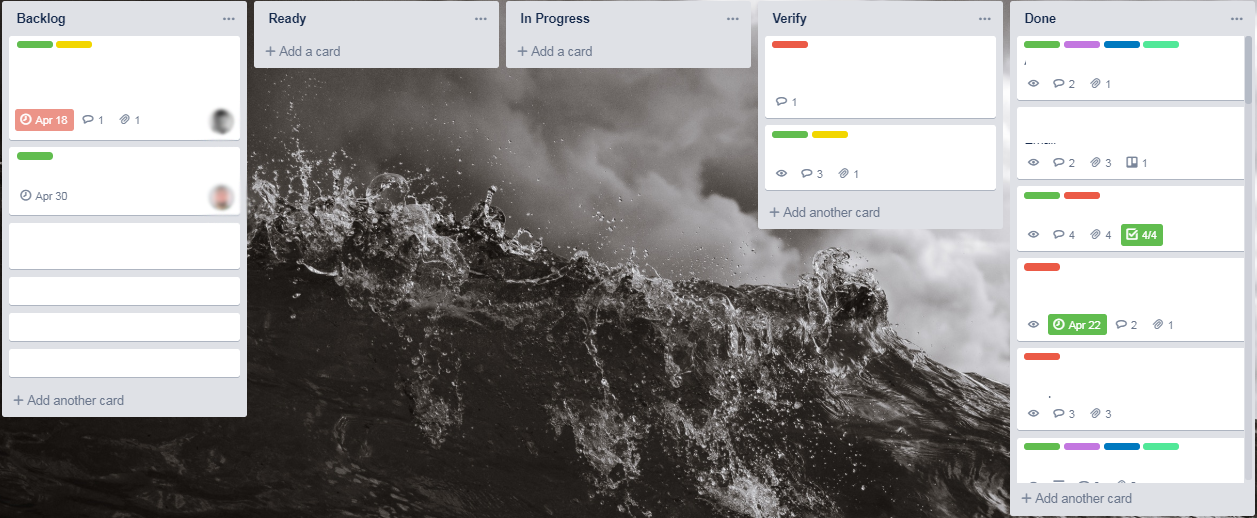 Backlog
Apr 18
1
1
Apr 30
+ Add another card
Ready
+ Add a card
In Progress
+ Add a card
Verify
1
3
1
+ Add another card
Done
2
1
2
3
1
4
4
4/4
Apr 22
2
1
3
3
+ Add another card